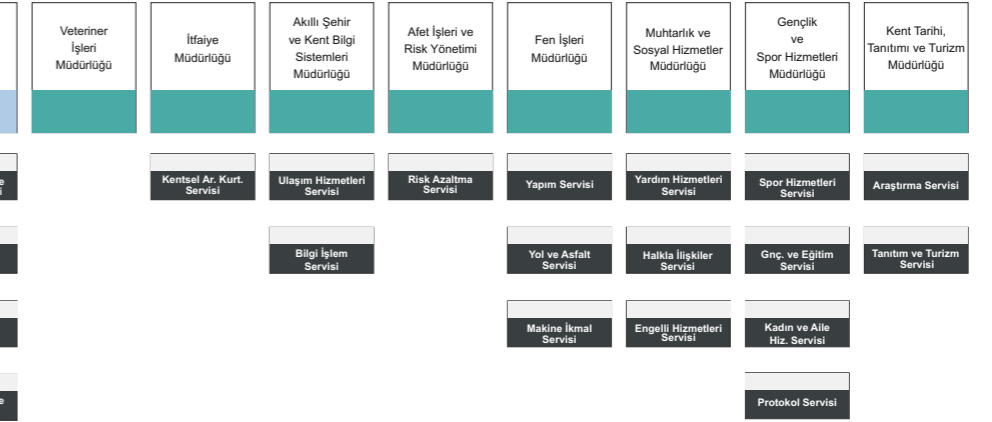 Veteriner
İşleri
Müdürlüğü
İtfaiye
Müdürlüğü
Akıllı Şehir
ve Kent Bilgi
Sistemleri
Müdürlüğü
Afet İşleri ve
Risk Yönetimi
Müdürlüğü
Fen İşleri
Müdürlüğü
Muhtarlık ve
Sosyal Hizmetler
Müdürlüğü
Gençlik
ve
Spor Hizmetleri
Müdürlüğü
Kent Tarihi,
Tanıtımı ve Turizm
Müdürlüğü
Kentsel Ar. Kurt.
Servisi
Ulaşım Hizmetleri
Servisi
Risk Azaltma
Servisi
Yapım Servisi
Yardım Hizmetleri
Servisi
Spor Hizmetleri
Servisi
Araştırma Servisi
Bilgi İşlem
Servisi
Yol ve Asfalt
Servisi
Halkla İlişkiler
Servisi
Gnç. ve Eğitim
Servisi
Tanıtım ve Turizm
Servisi
Makine İkmal
Servisi
Engelli Hizmetleri
Servisi
Kadın ve Aile
Hiz. Servisi
Protokol Servisi